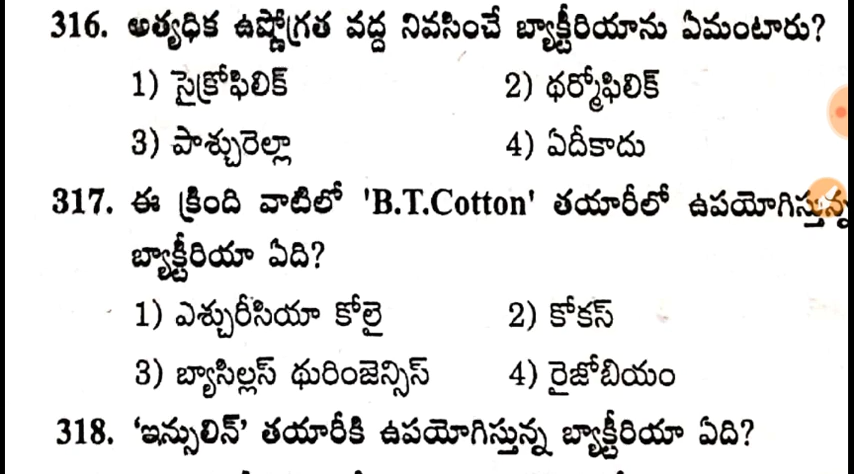 316. అత్యధిక ఉష్ణోగ్రత వద్ద నివసించే బ్యాక్టీరియాను ఏమంటారు?
1) సైక్రోఫిలిక్ 2) థర్మోఫిలిక్
3) పాశ్చురెల్లా 4) ఏదీకాదు
317. ఈ క్రింది వాటిలో 'B.T.Cotton' తయారీలో ఉపయోగిస్తున్న
బ్యాక్టీరియా ఏది?
1) ఎశ్చురీసియా కోలై 2) కోకస్
3) బ్యాసిల్లస్ థురింజెన్సిస్ 4) రైజోబియం
318. 'ఇన్సులిన్' తయారీకి ఉపయోగిస్తున్న బ్యాక్టీరియా ఏది?